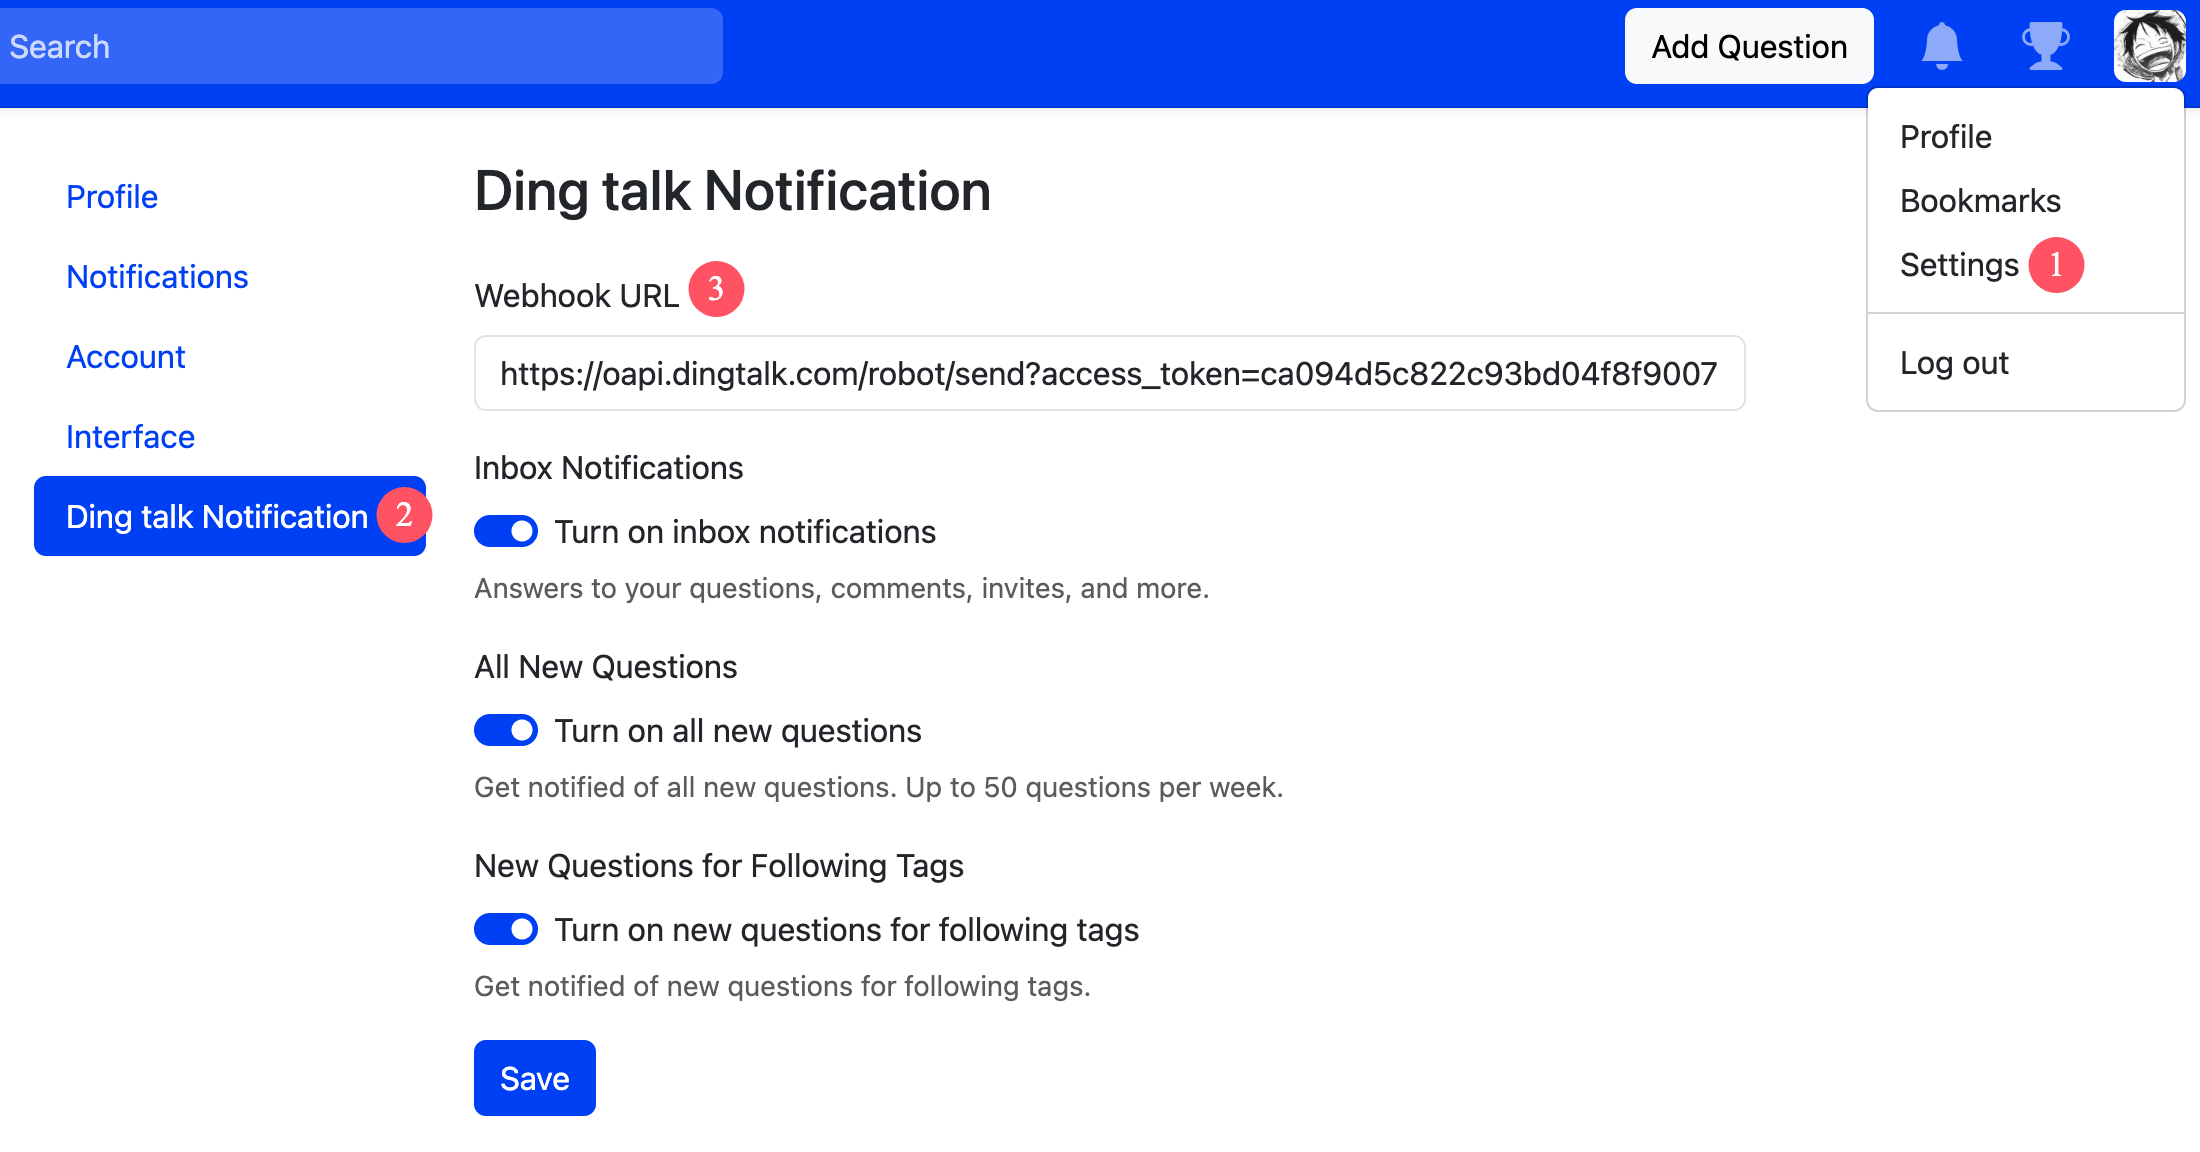 Search
Add Question
Profile
Bookmarks
Settings 1
Log out
Profile
Notifications
Account
Interface
Ding talk Notification 2
Ding talk Notification
Webhook URL 3
https://oapi.dingtalk.com/robot/send?access_token=ca094d5c822c93bd04f8f9007
Inbox Notifications
Turn on inbox notifications
Answers to your questions, comments, invites, and more.
All New Questions
Turn on all new questions
Get notified of all new questions. Up to 50 questions per week.
New Questions for Following Tags
Turn on new questions for following tags
Get notified of new questions for following tags.
Save